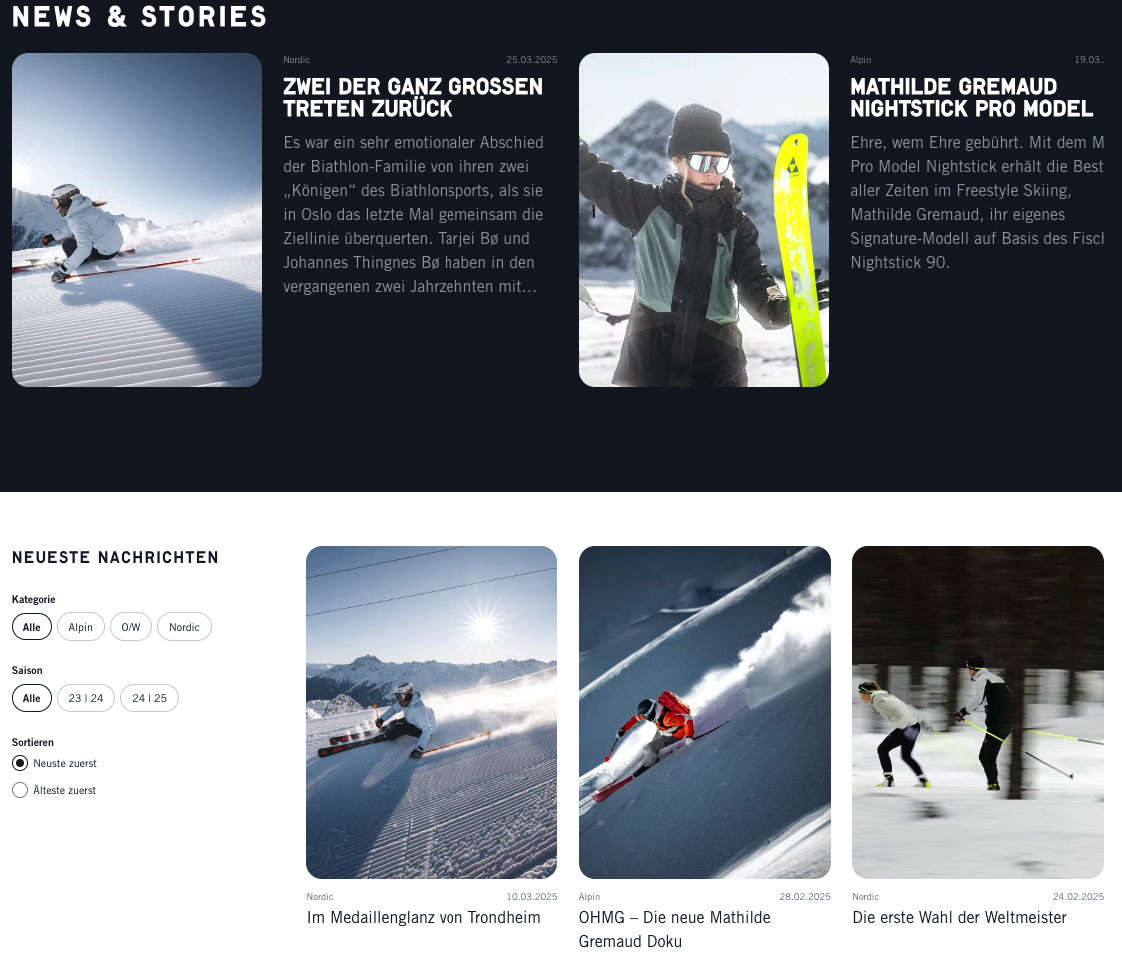 NEWS & STORIES
Nordic
25.03.2025
ZWEI DER GANZ GROSSEN
TRETEN ZURÜCK
Es war ein sehr emotionaler Abschied
der Biathlon-Familie von ihren zwei
„Königen“ des Biathlonsports, als sie
in Oslo das letzte Mal gemeinsam die
Ziellinie überquerten. Tarjei Bø und
Johannes Thingnes Bø haben in den
vergangenen zwei Jahrzehnten mit…
Alpin
19.03.
MATHILDE GREMAUD
NIGHTSTICK PRO MODEL
Ehre, wem Ehre gebührt. Mit dem M
Pro Model Nightstick erhält die Best
aller Zeiten im Freestyle Skiing,
Mathilde Gremaud, ihr eigenes
Signature-Modell auf Basis des Fisch
Nightstick 90.
NEUESTE NACHRICHTEN
Kategorie
Alle
Alpin
O/W
Nordic
Saison
Alle
23 | 24
24 | 25
Sortieren
Neuste zuerst
Älteste zuerst
Nordic
10.03.2025
Im Medaillenglanz von Trondheim
Alpin
28.02.2025
OHMG – Die neue Mathilde
Gremaud Doku
Nordic
24.02.2025
Die erste Wahl der Weltmeister